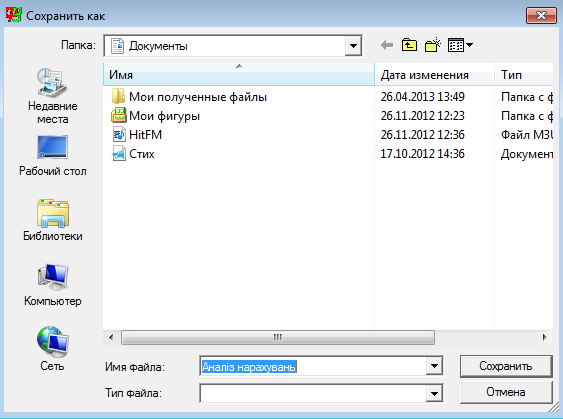 Сохранить как
Папка: Документы
Имя Дата изменения Тип
Мои полученные файлы 26.04.2013 13:49 Папка с ф
Мои фигуры 26.11.2012 12:23 Папка с ф
HitFM 26.11.2012 12:36 Файл M3U
Стих 17.10.2012 14:36 Документ
Недавние
места
Рабочий стол
Библиотеки
Компьютер
Сеть
Имя файла: Аналіз нарахувань Сохранить
Тип файла: Отмена